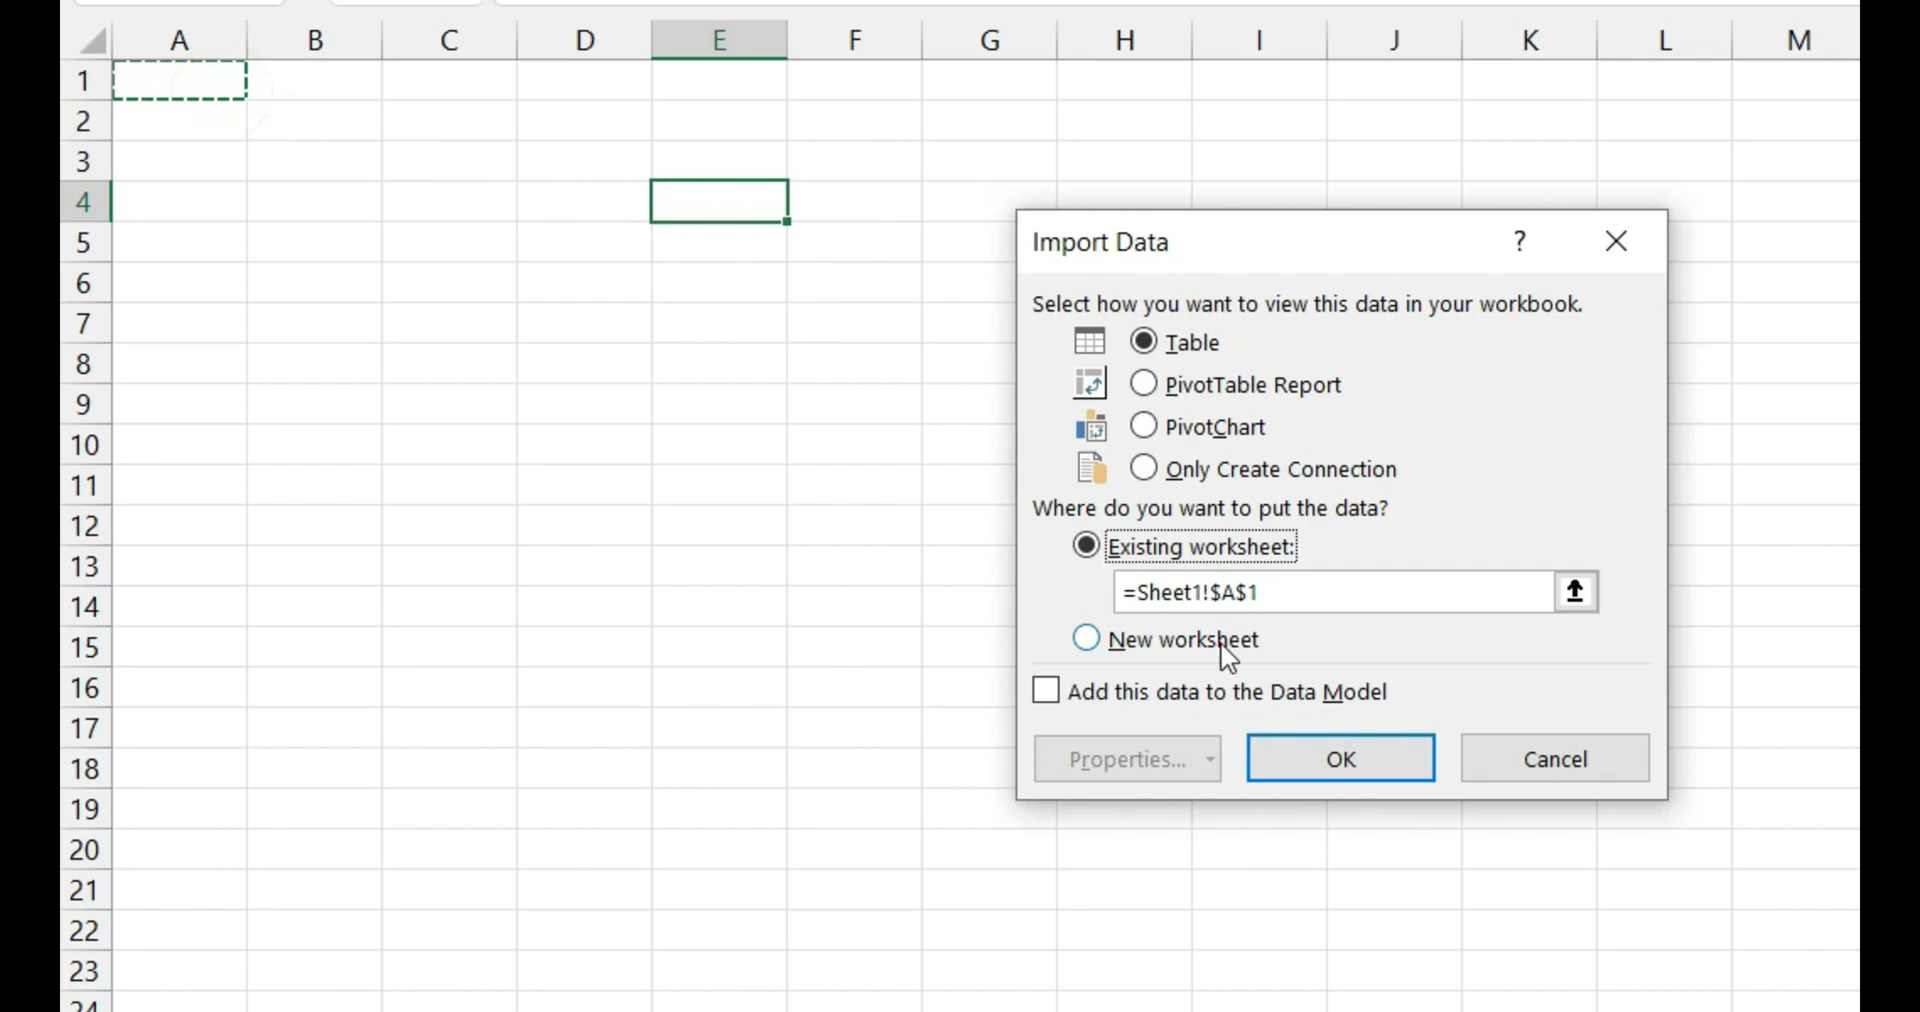 A B C D E F G H I J K L M
1
2
3
4
5
Import Data ? 
6
Select how you want to view this data in your workbook.
7
Table
8
PivotTable Report
9
10
PivotChart
11
Only Create Connection
12
Where do you want to put the data?
13
Existing worksheet:
14
=Sheet1!$A$1
15
New worksheet
16
Add this data to the Data Model
17
18
Properties... OK Cancel
19
20
21
22
23
24